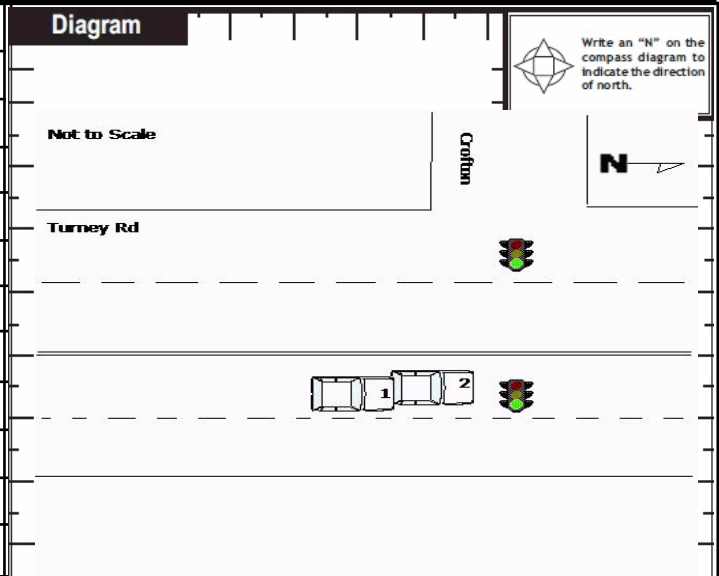 Diagram
Write an “N” on the
compass diagram to
indicate the direction
of north.
Not to Scale
Crofton
N
Turney Rd
1
2